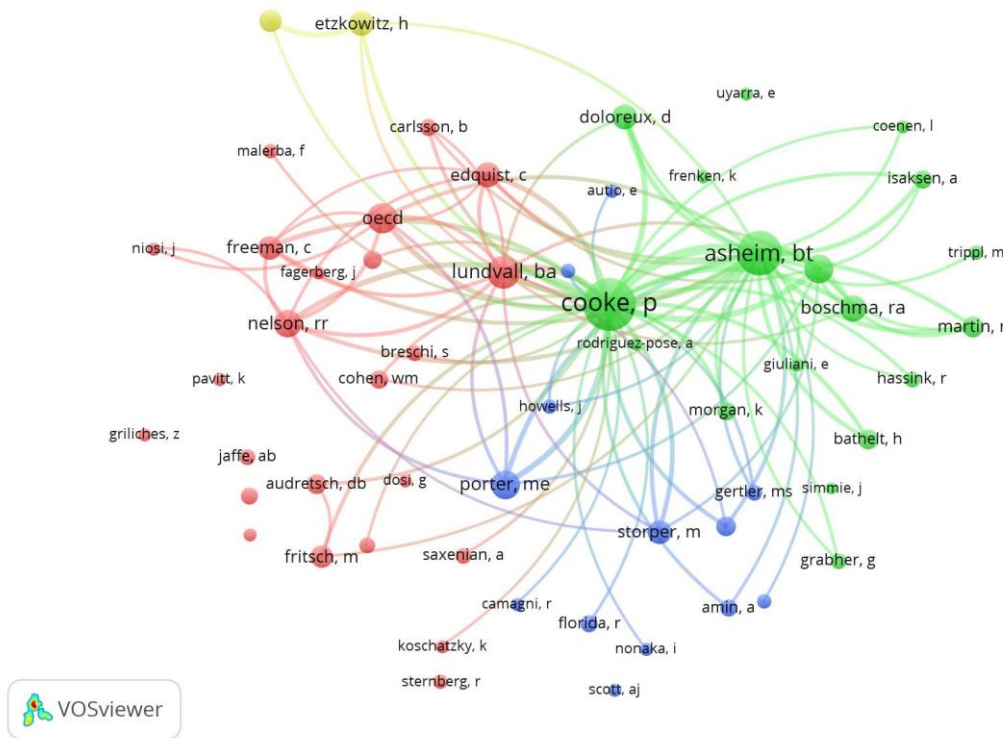 etzkowitz, h
uyarra, e
doloreux, d
carlsson, b
coenen, l
malerba, f
edquist, c
frenken, k
isaksen, a
autio, e
oecd
niosi, j
freeman, c
asheim, bt
trippl, m
fagerberg, j
lundvall, ba
cooke, p
boschma, ra
nelson, rr
martin, r
rodriguez-pose, a
breschi, s
giuliani, e
pavitt, k
cohen, wm
hassink, r
howells, j
morgan, k
griliches, z
bathelt, h
jaffe, ab
audretsch, db
dosi, g
porter, me
gertler, ms
simmie, j
storper, m
fritsch, m
saxenian, a
grabher, g
camagni, r
amin, a
florida, r
koschatzky, k
nonaka, i
sternberg, r
scott, aj
VOSviewer